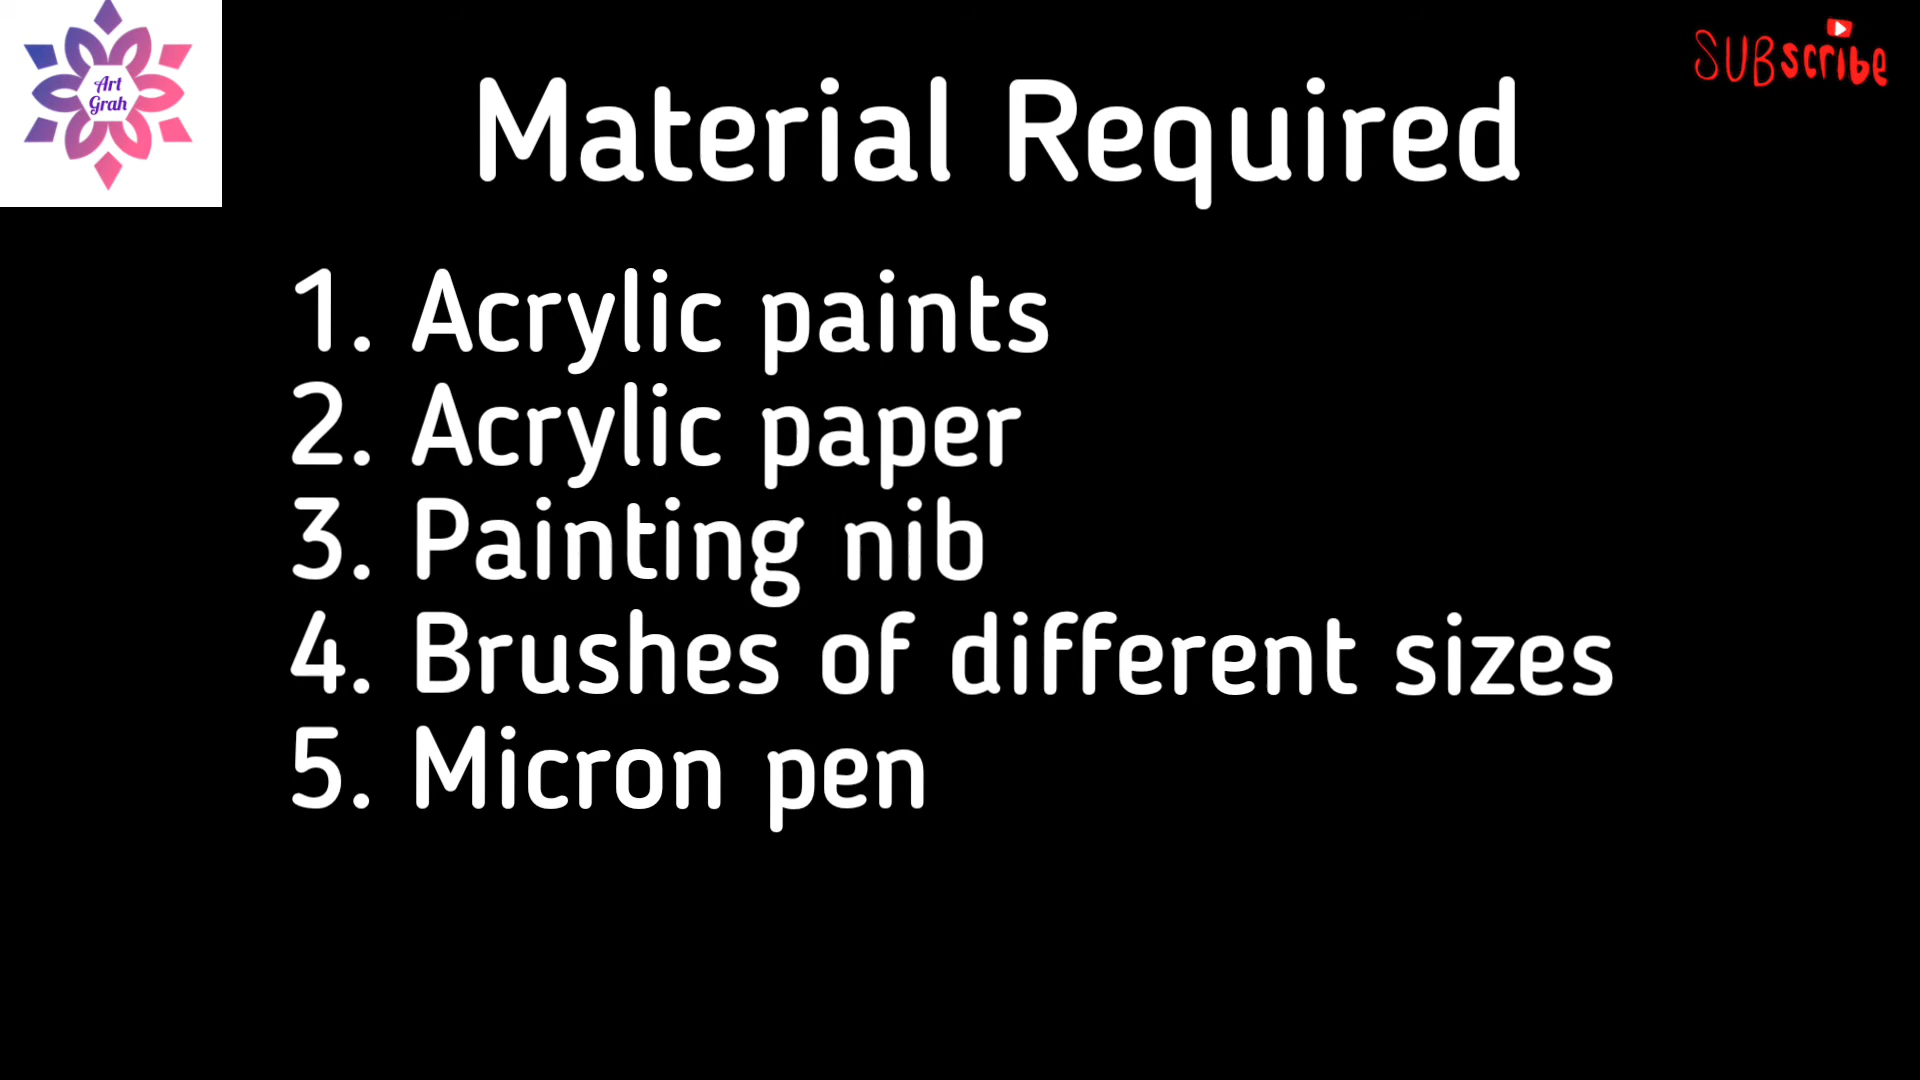 Art
Grah
SUBscribe
Material Required
1. Acrylic paints
2. Acrylic paper
3. Painting nib
4. Brushes of different sizes
5. Micron pen